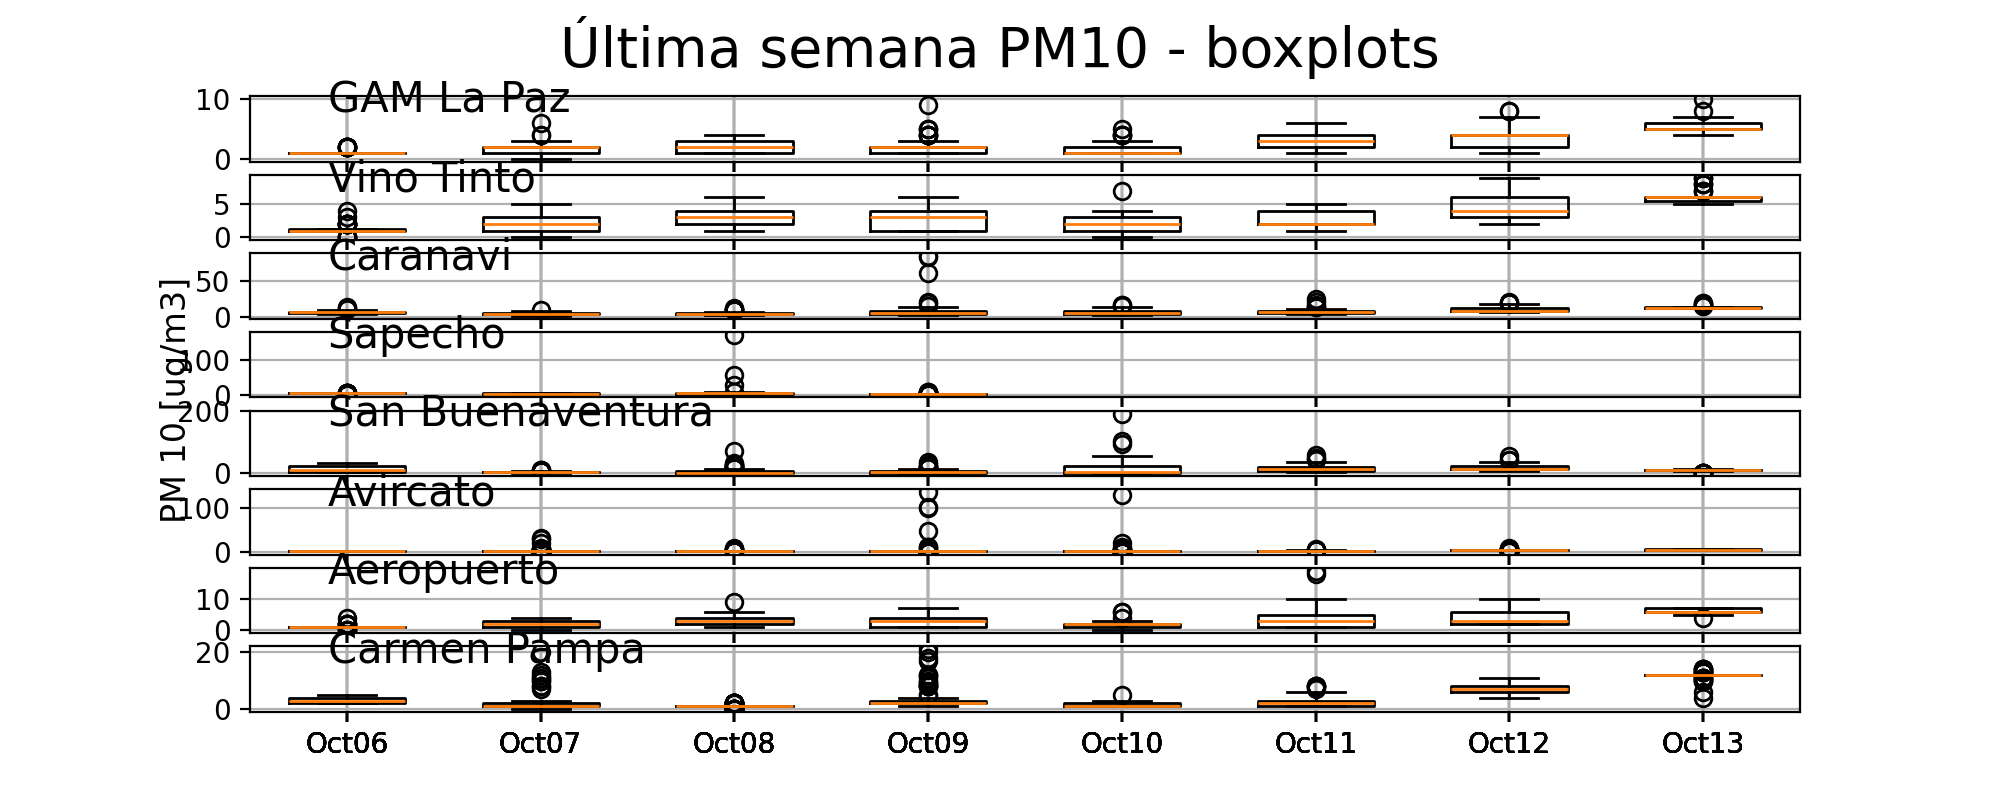 Última semana PM10 - boxplots
GAM La Paz
10
0
Vino Tinto
5
0
Caranavi
50
0
Sapecho
100
0
San Buenaventura
200
0
Avircato
100
0
Aeropuerto
10
0
Carmen Pampa
20
0
PM 10 [ug/m3]
Oct06 Oct07 Oct08 Oct09 Oct10 Oct11 Oct12 Oct13